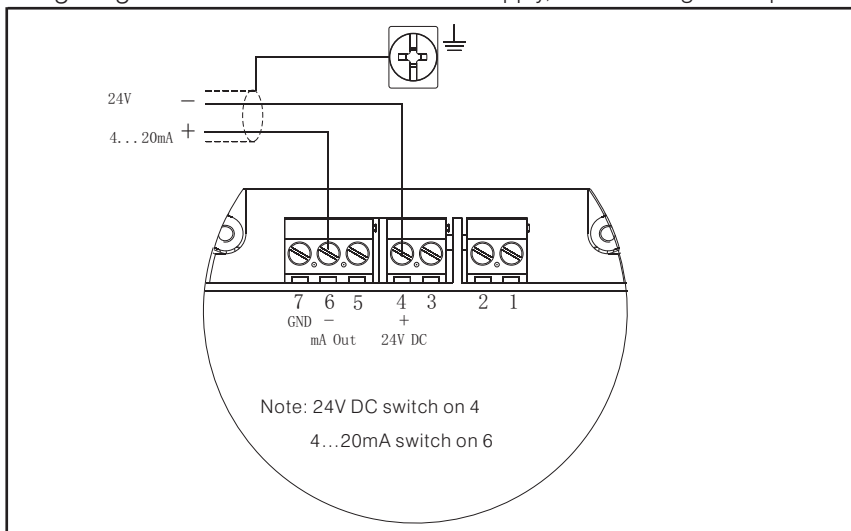 24V −
4...20mA +
7 6 5 4 3 2 1
GND − +
mA Out 24V DC
Note: 24V DC switch on 4
4...20mA switch on 6